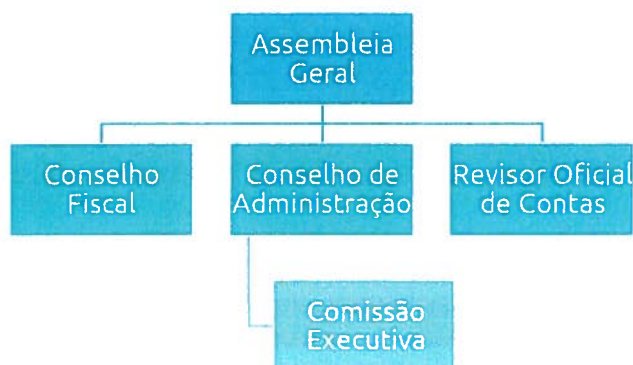 Assembleia
Geral
Conselho
Fiscal
Conselho de
Administração
Revisor Oficial
de Contas
Comissão
Executiva